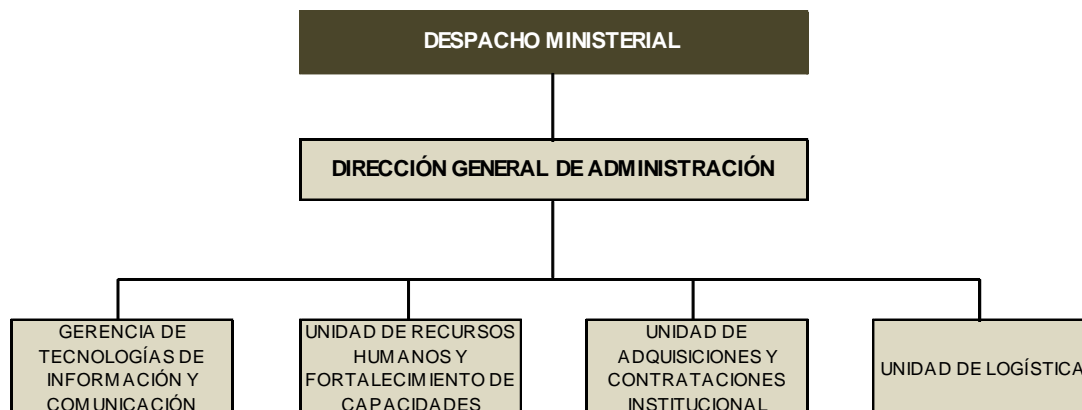 DESPACHO MINISTERIAL
DIRECCIÓN GENERAL DE ADMINISTRACIÓN
GERENCIA DE
TECNOLOGÍAS DE
INFORMACIÓN Y
COMUNICACIÓN
UNIDAD DE RECURSOS
HUMANOS Y
FORTALECIMIENTO DE
CAPACIDADES
UNIDAD DE
ADQUISICIONES Y
CONTRATACIONES
INSTITUCIONAL
UNIDAD DE LOGÍSTICA